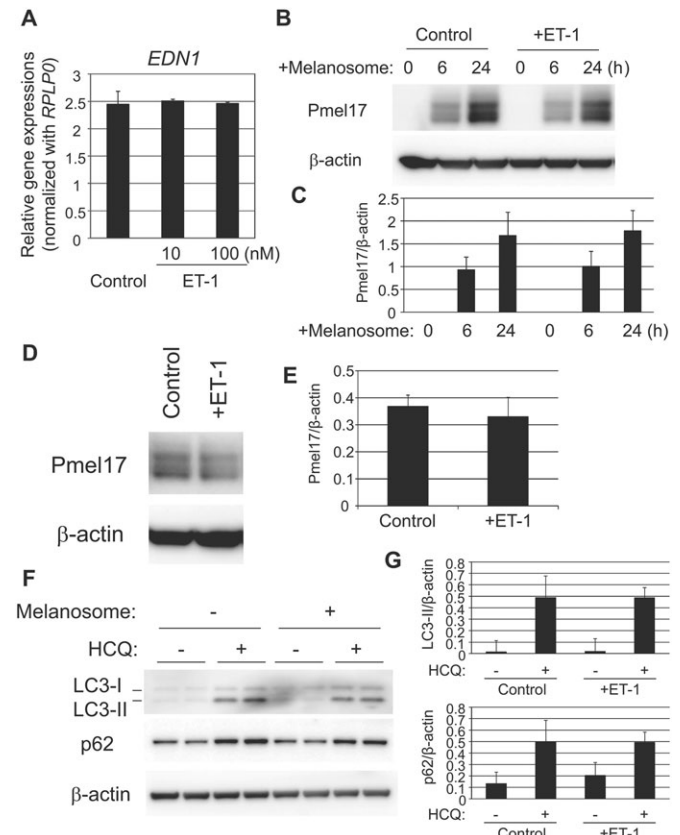 A
EDN1
Relative gene expressions
(normalized with RPLP0)
3
2.5
2
1.5
1
0.5
0
10 100 (nM)
Control ET-1
B
Control +ET-1
+Melanosome: 0 6 24 0 6 24 (h)
Pmel17
β-actin
C
Pmel17/β-actin
2.5
2
1.5
1
0.5
0
+Melanosome: 0 6 24 0 6 24 (h)
D
Control
+ET-1
Pmel17
β-actin
E
Pmel17/β-actin
0.5
0.4
0.3
0.2
0.1
0
Control +ET-1
F
Melanosome: - +
HCQ: - + - +
LC3-I
LC3-II
p62
β-actin
G
LC3-II/β-actin
0.8
0.7
0.6
0.5
0.4
0.3
0.2
0.1
0
HCQ: - + - +
Control +ET-1
p62/β-actin
0.8
0.7
0.6
0.5
0.4
0.3
0.2
0.1
0
HCQ: - + - +
Control +ET-1